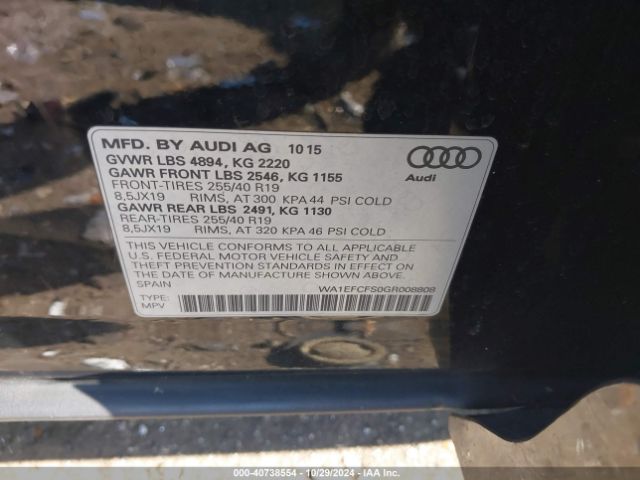 MFD. BY AUDI AG 10 15
GVWR LBS 4894, KG 2220
GAWR FRONT LBS 2546, KG 1155
FRONT-TIRES 255/40 R19
8,5JX19 RIMS, AT 300 KPA 44 PSI COLD
GAWR REAR LBS 2491, KG 1130
REAR-TIRES 255/40 R19
8,5JX19 RIMS, AT 320 KPA 46 PSI COLD
Audi
THIS VEHICLE CONFORMS TO ALL APPLICABLE
U.S. FEDERAL MOTOR VEHICLE SAFETY AND
THEFT PREVENTION STANDARDS IN EFFECT ON
THE DATE OF MANUFACTURE SHOWN ABOVE.
SPAIN WA1EFCFS0GR008808
TYPE:
MPV
000-40738554 • 10/29/2024 • IAA Inc.